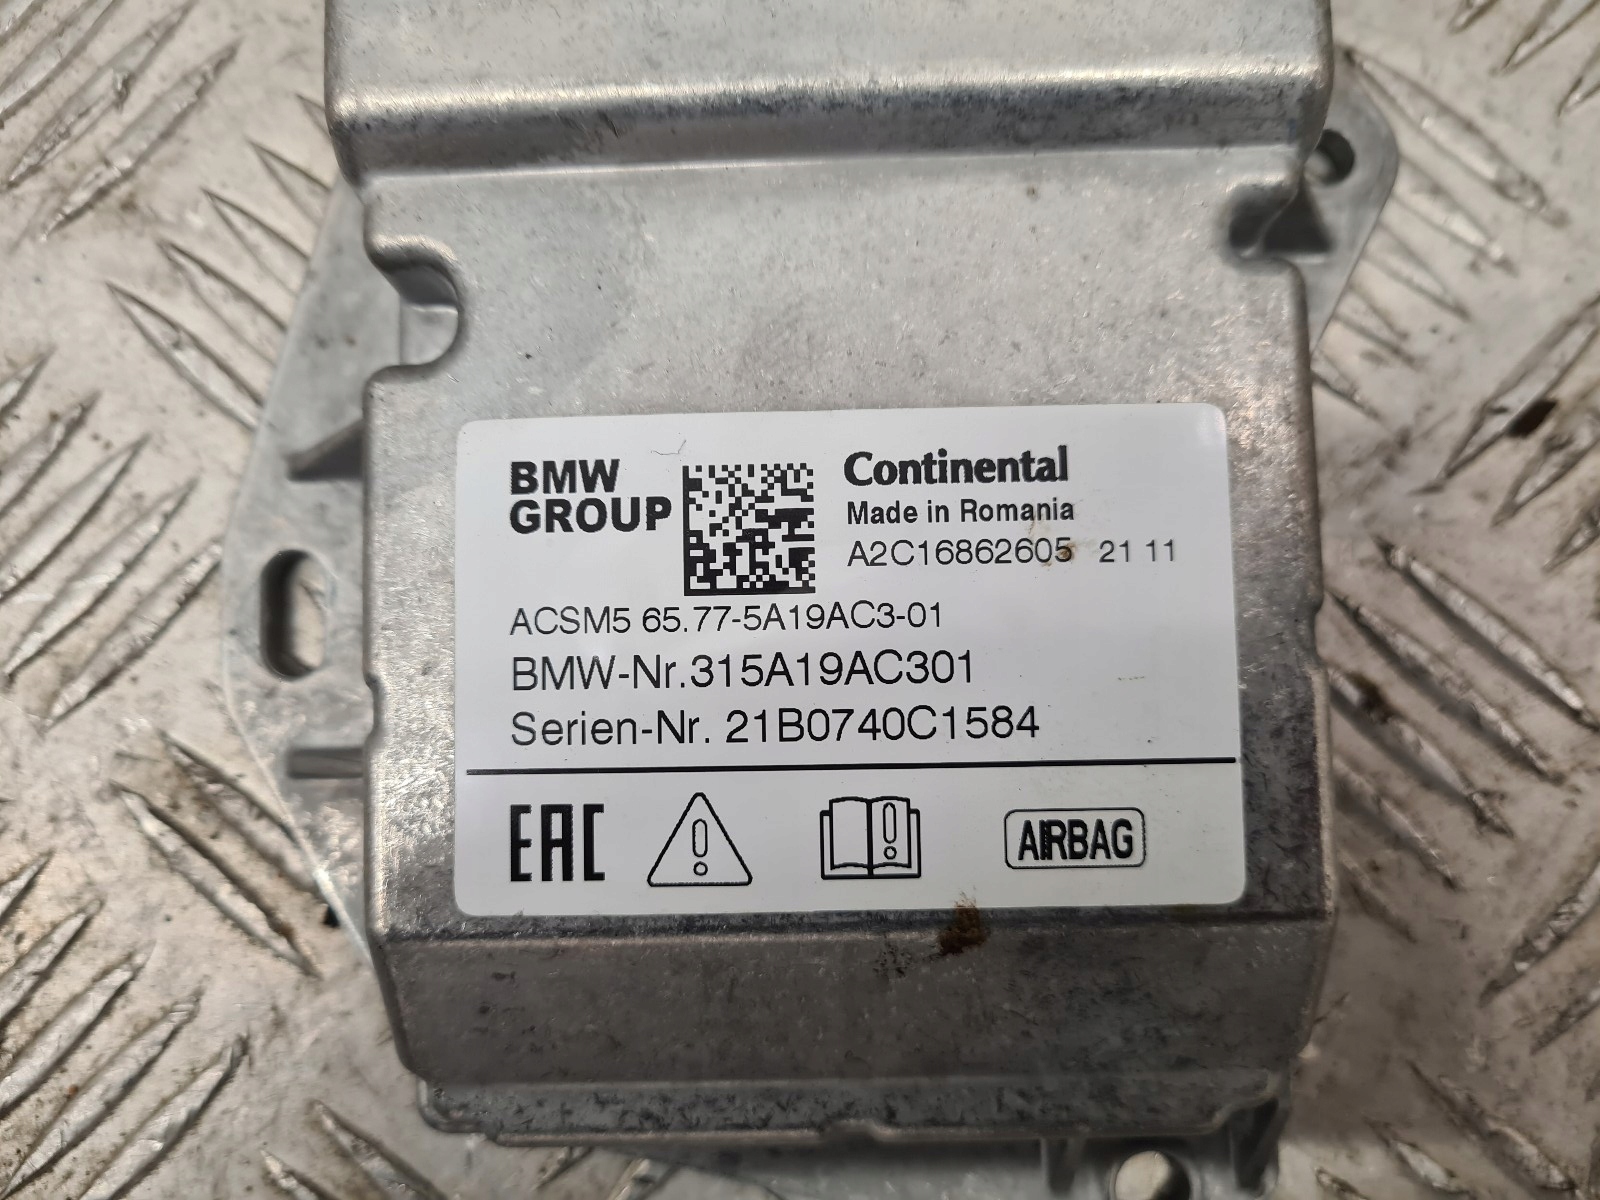 BMW
GROUP
Continental
Made in Romania
A2C16862605 21 11
ACSM5 65.77-5A19AC3-01
BMW-Nr.315A19AC301
Serien-Nr. 21B0740C1584
EAC
AIRBAG